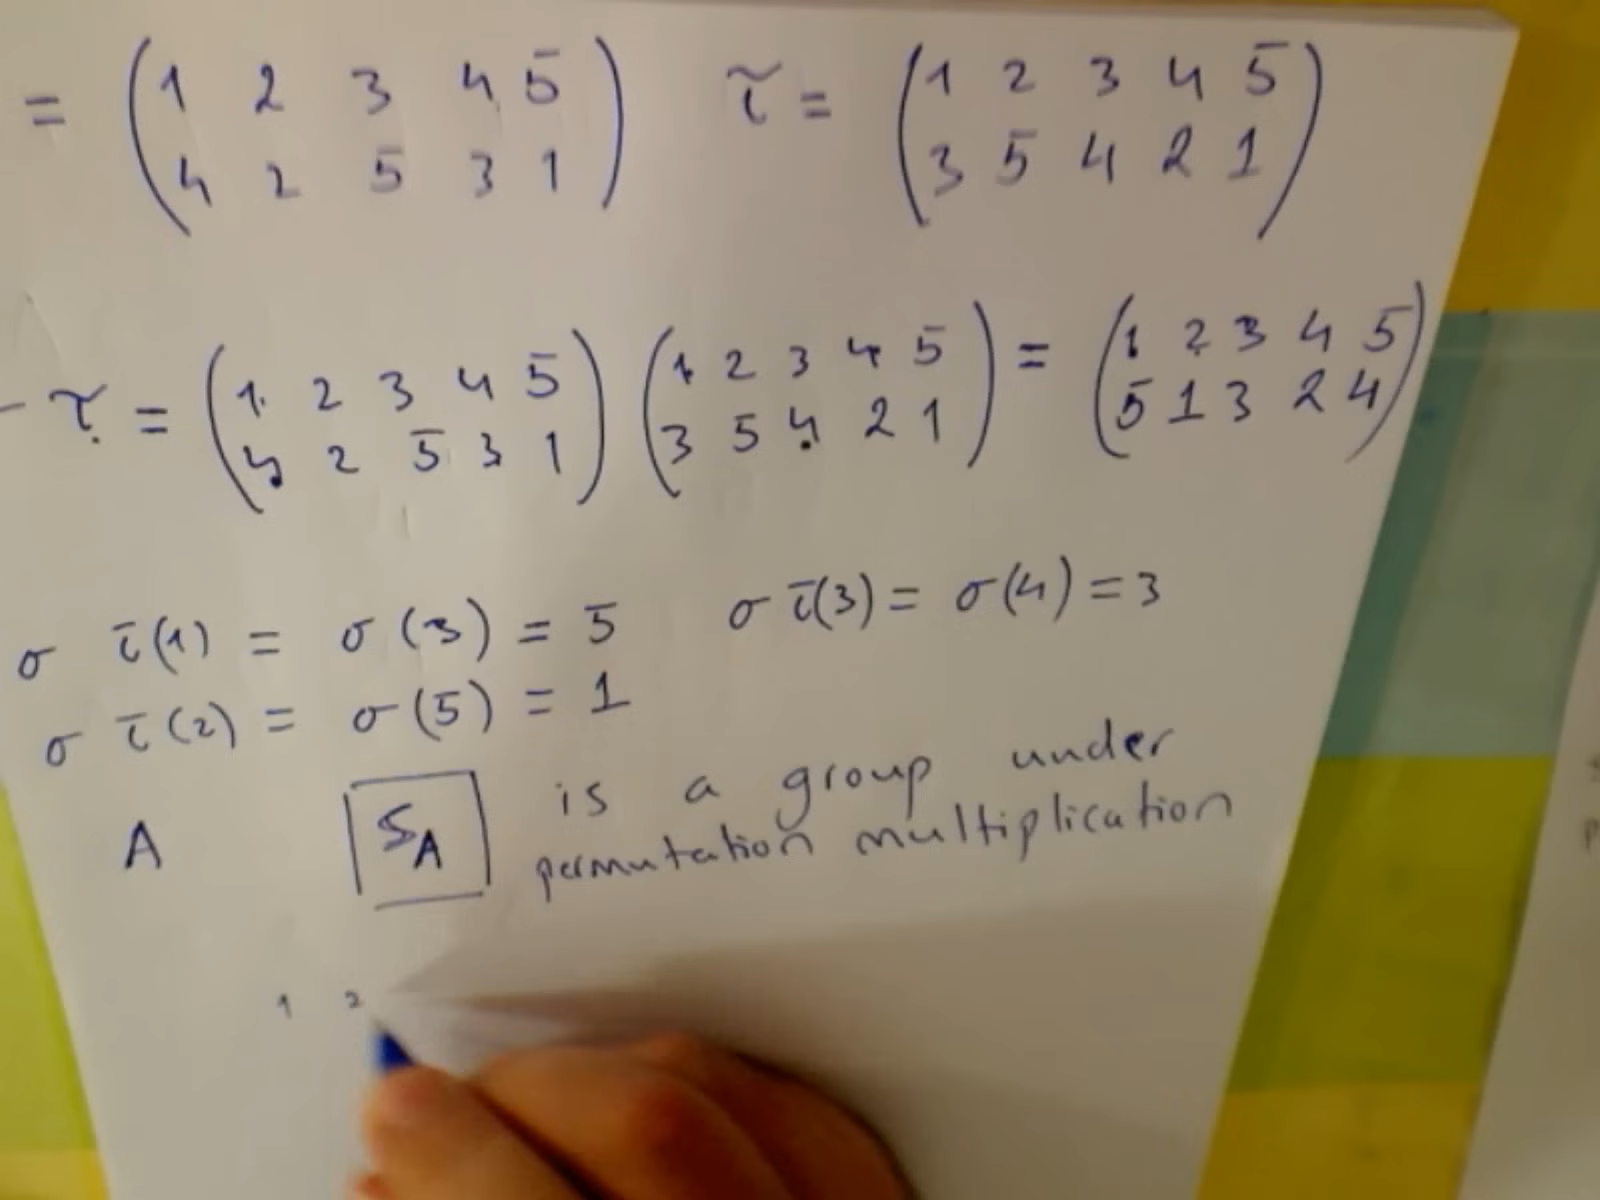 = ( 1 2 3 4 5 ) τ = ( 1 2 3 4 5 )
( 4 2 5 3 1 ) ( 3 5 4 2 1 )
τ = ( 1 2 3 4 5 ) ( 1 2 3 4 5 ) = ( 1 2 3 4 5 )
( 4 2 5 3 1 ) ( 3 5 4 2 1 ) ( 5 1 3 2 4 )
σ τ(1) = σ (3) = 5 σ τ(3) = σ(4) = 3
σ τ(2) = σ(5) = 1
A S_A is a group under
permutation multiplication
1 2